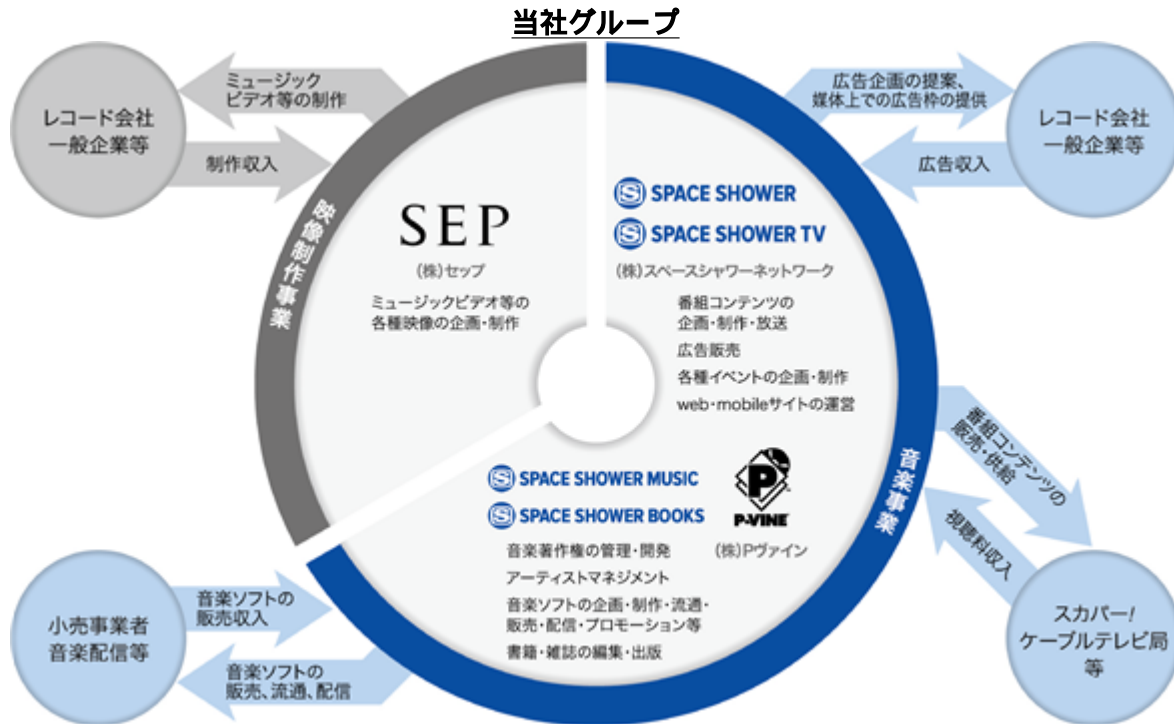 当社グループ
レコード会社
一般企業等
ミュージック
ビデオ等の制作
制作収入
広告企画の提案、
媒体上での広告枠の提供
広告収入
レコード会社
一般企業等
映像制作事業
SEP
(株)セップ
ミュージックビデオ等の
各種映像の企画・制作
S SPACE SHOWER
S SPACE SHOWER TV
(株)スペースシャワーネットワーク
番組コンテンツの
企画・制作・放送
広告販売
各種イベントの企画・制作
web・mobileサイトの運営
音楽事業
番組コンテンツの
販売・供給
視聴料収入
スカパー!
ケーブルテレビ局
等
S SPACE SHOWER MUSIC
S SPACE SHOWER BOOKS
P
P-VINE
(株)Pヴァイン
音楽著作権の管理・開発
アーティストマネジメント
音楽ソフトの企画・制作・流通・
販売・配信・プロモーション等
書籍・雑誌の編集・出版
小売事業者
音楽配信等
音楽ソフトの
販売収入
音楽ソフトの
販売、流通、配信